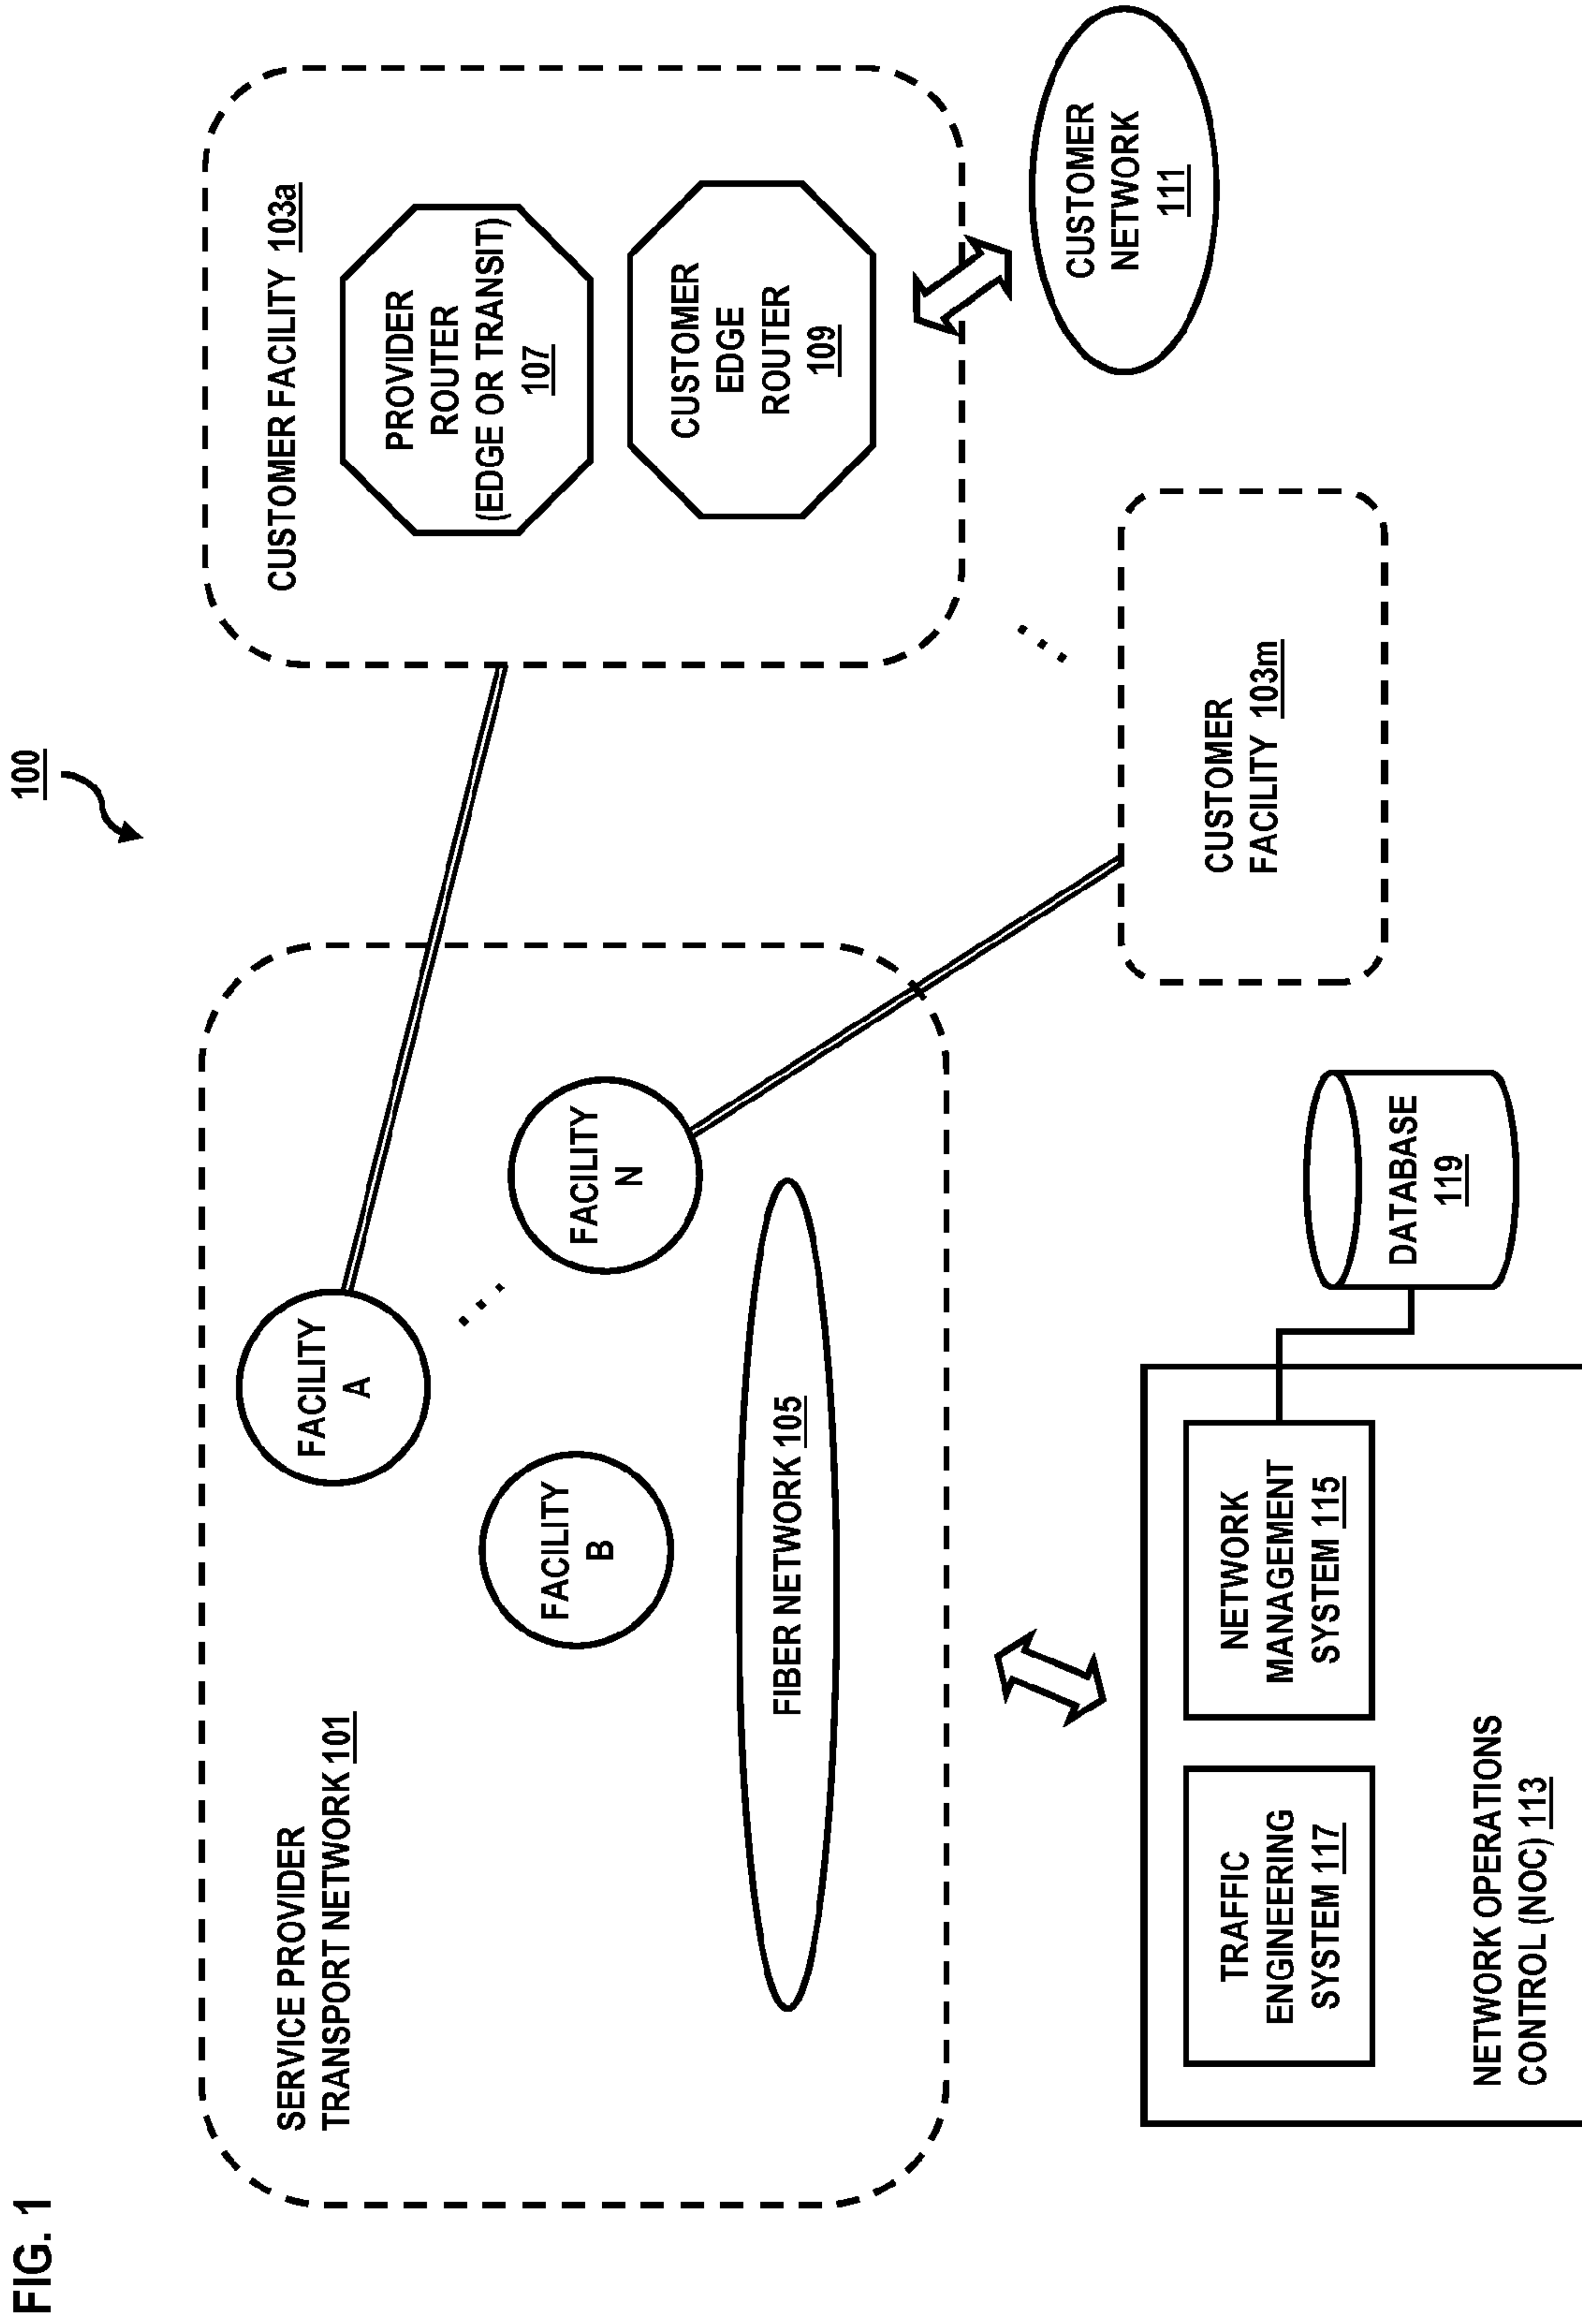 FIG. 1
100
SERVICE PROVIDER
TRANSPORT NETWORK 101
FACILITY
A
FACILITY
B
FACILITY
N
FIBER NETWORK 105
CUSTOMER FACILITY 103a
PROVIDER
ROUTER
(EDGE OR TRANSIT)
107
CUSTOMER
EDGE
ROUTER
109
CUSTOMER
NETWORK
111
CUSTOMER
FACILITY 103m
TRAFFIC
ENGINEERING
SYSTEM 117
NETWORK
MANAGEMENT
SYSTEM 115
DATABASE
119
NETWORK OPERATIONS
CONTROL (NOC) 113